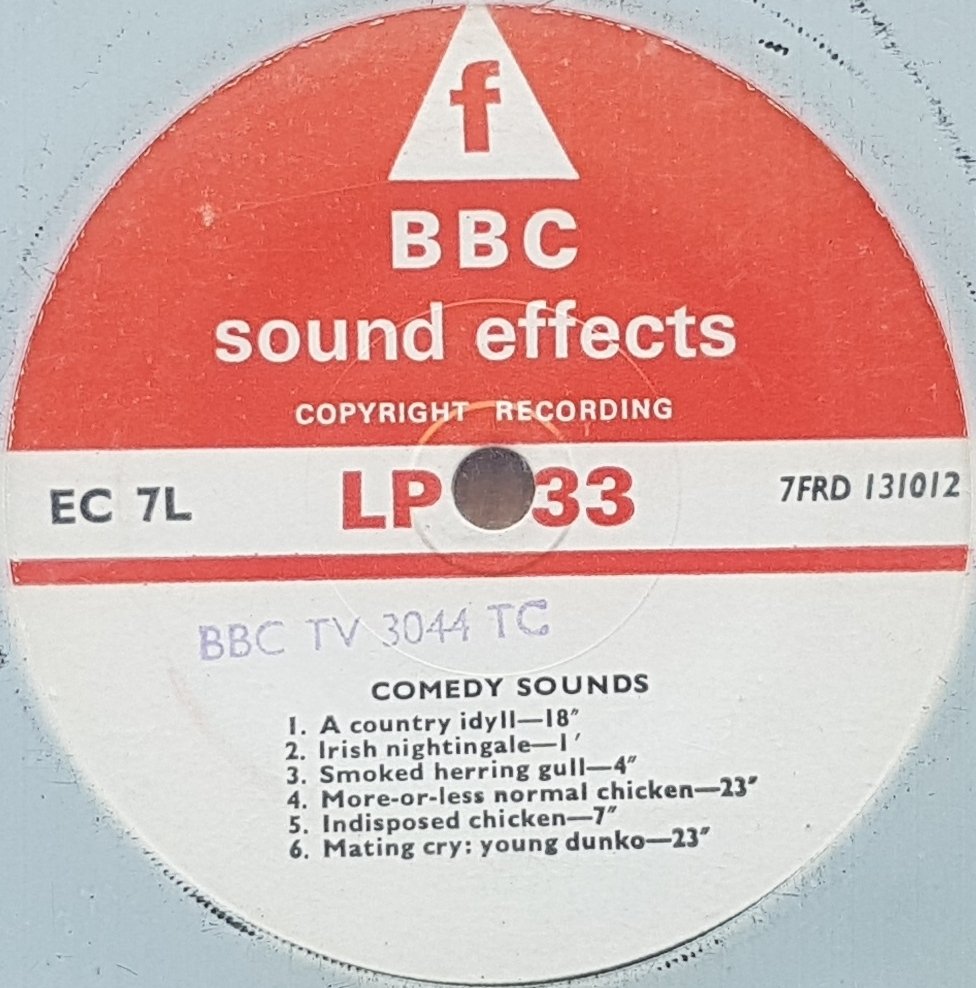 f
BBC
sound effects
COPYRIGHT RECORDING
EC 7L LP 33 7FRD 131012
BBC TV 3044 TC
COMEDY SOUNDS
1. A country idyll—18″
2. Irish nightingale—1′
3. Smoked herring gull—4″
4. More-or-less normal chicken—23″
5. Indisposed chicken—7″
6. Mating cry: young dunko—23″